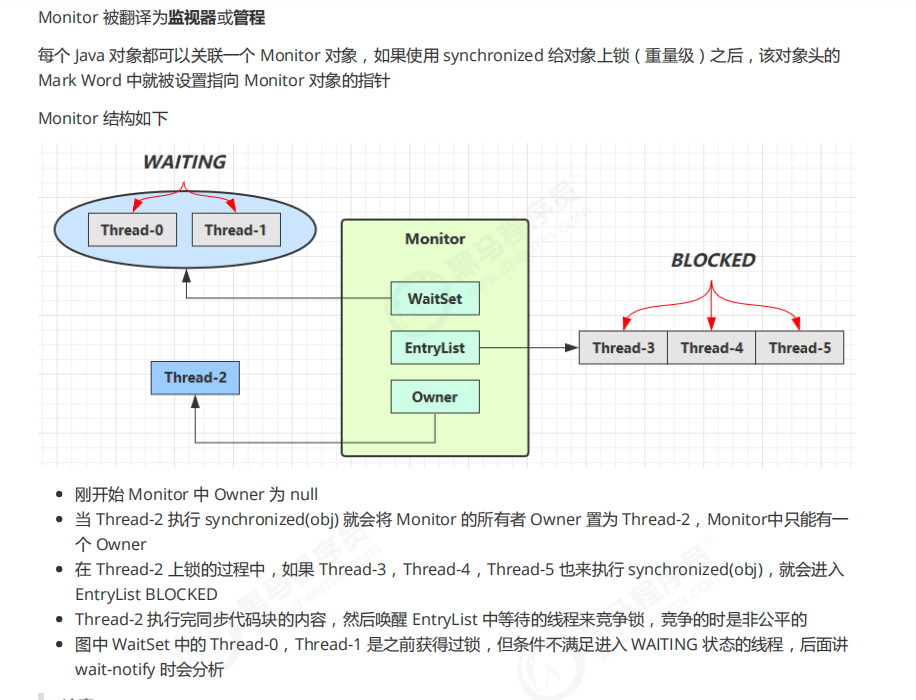 Monitor 被翻译为监视器或管程
每个 Java 对象都可以关联一个 Monitor 对象，如果使用 synchronized 给对象上锁（重量级）之后，该对象头的
Mark Word 中就被设置指向 Monitor 对象的指针
Monitor 结构如下
WAITING
Thread-0 Thread-1
Monitor
BLOCKED
WaitSet
EntryList
Thread-3 Thread-4 Thread-5
Thread-2
Owner
刚开始 Monitor 中 Owner 为 null
当 Thread-2 执行 synchronized(obj) 就会将 Monitor 的所有者 Owner 置为 Thread-2，Monitor中只能有一
个 Owner
在 Thread-2 上锁的过程中，如果 Thread-3，Thread-4，Thread-5 也来执行 synchronized(obj)，就会进入
EntryList BLOCKED
Thread-2 执行完同步代码块的内容，然后唤醒 EntryList 中等待的线程来竞争锁，竞争的时是非公平的
图中 WaitSet 中的 Thread-0，Thread-1 是之前获得过锁，但条件不满足进入 WAITING 状态的线程，后面讲
wait-notify 时会分析